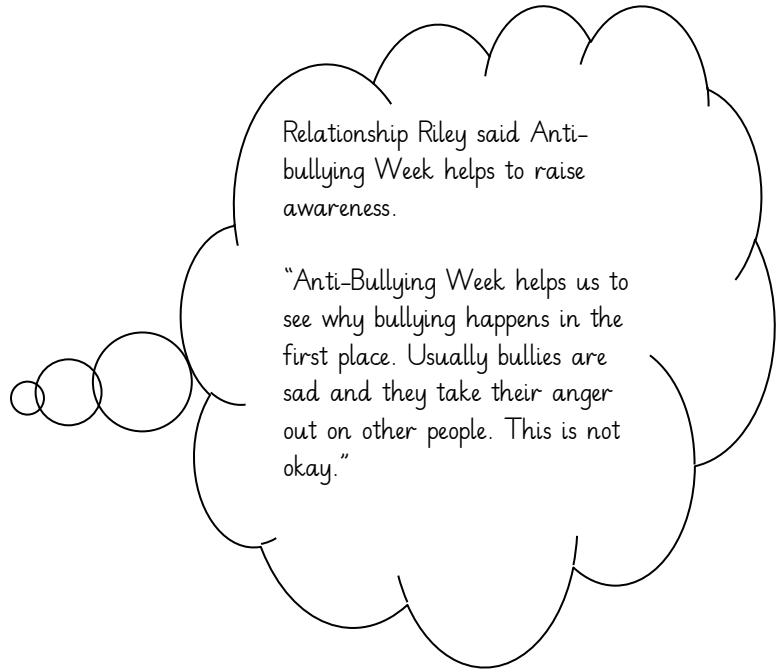 Relationship Riley said Anti-
bullying Week helps to raise
awareness.
“Anti-Bullying Week helps us to
see why bullying happens in the
first place. Usually bullies are
sad and they take their anger
out on other people. This is not
okay.”